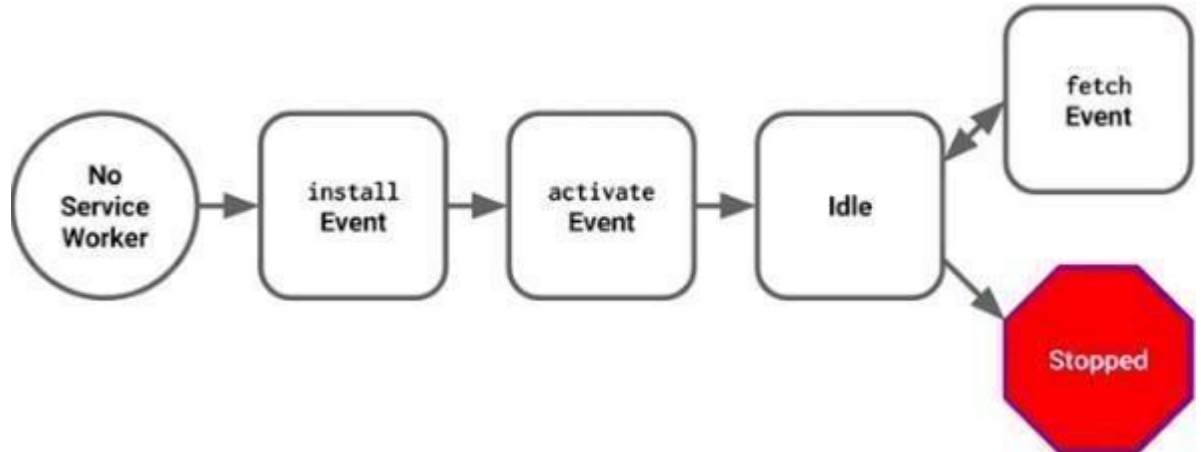 No
Service
Worker
install
Event
activate
Event
Idle
fetch
Event
Stopped